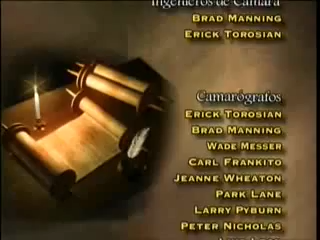 Ingenieros de Cámara
BRAD MANNING
ERICK TOROSIAN
Camarógrafos
ERICK TOROSIAN
BRAD MANNING
WADE MESSER
CARL FRANKITO
JEANNE WHEATON
PARK LANE
LARRY PYBURN
PETER NICHOLAS